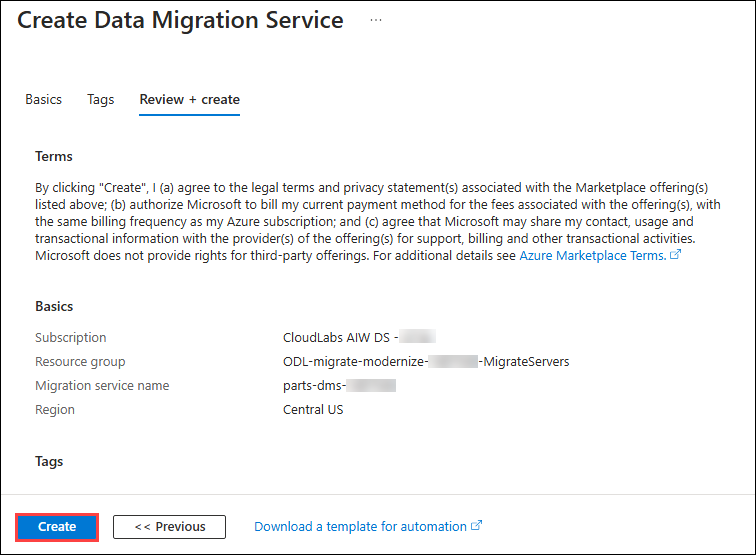 Create Data Migration Service ...
Basics Tags Review + create
Terms
By clicking "Create", I (a) agree to the legal terms and privacy statement(s) associated with the Marketplace offering(s)
listed above; (b) authorize Microsoft to bill my current payment method for the fees associated with the offering(s), with
the same billing frequency as my Azure subscription; and (c) agree that Microsoft may share my contact, usage and
transactional information with the provider(s) of the offering(s) for support, billing and other transactional activities.
Microsoft does not provide rights for third-party offerings. For additional details see Azure Marketplace Terms.
Basics
Subscription CloudLabs AIW DS -
Resource group ODL-migrate-modernize- -MigrateServers
Migration service name parts-dms-
Region Central US
Tags
Create << Previous Download a template for automation